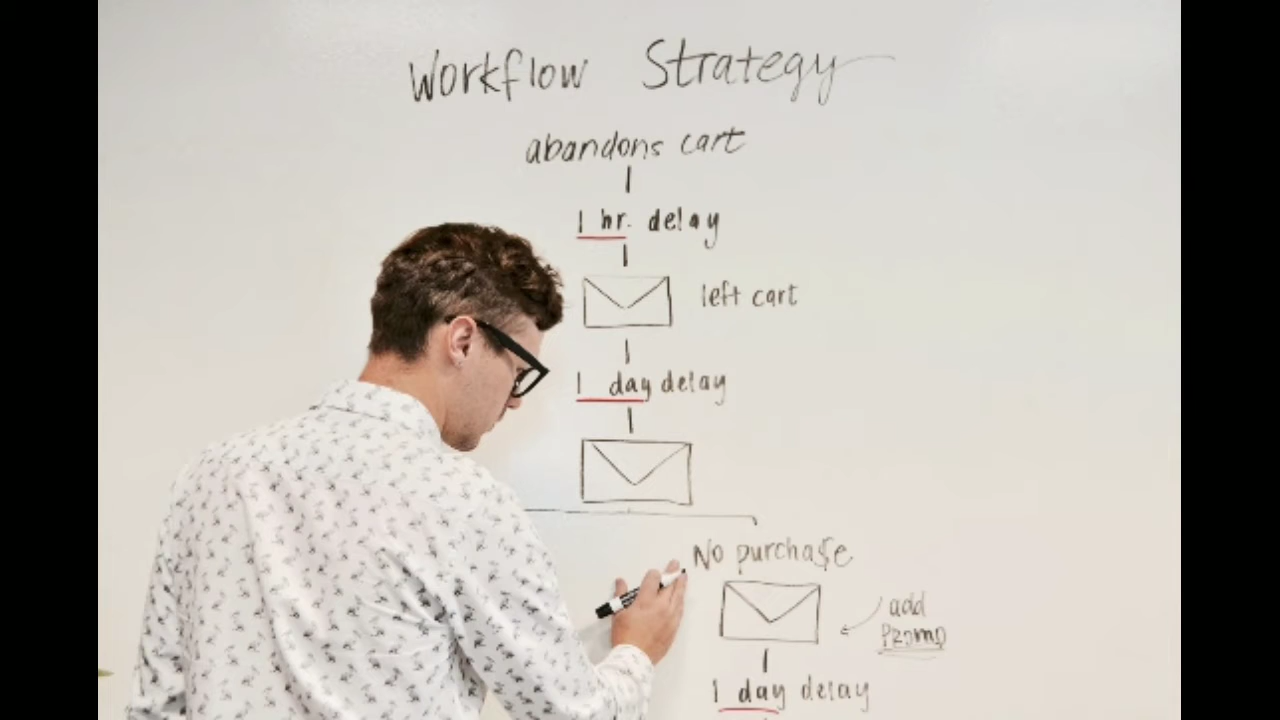 Workflow Strategy
abandons cart
1 hr. delay
left cart
1 day delay
No purchase
add
promo
1 day delay